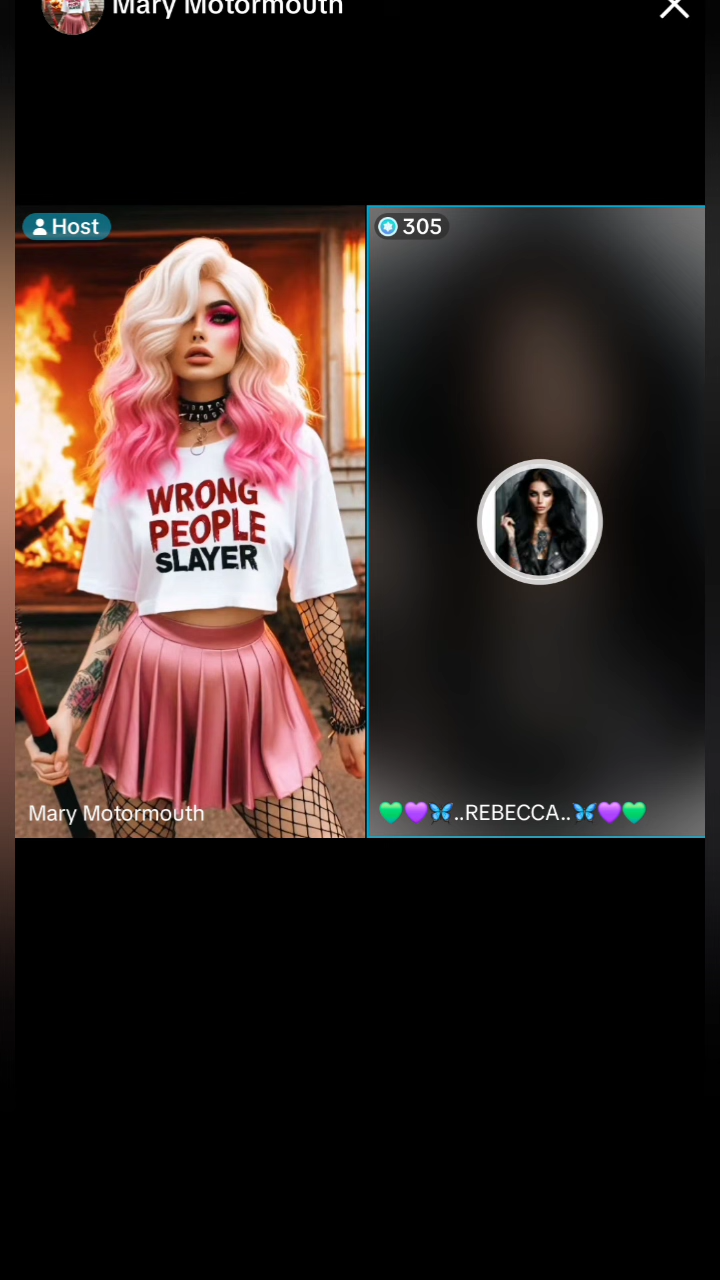 Mary Motormouth
Host
305
WRONG
PEOPLE
SLAYER
Mary Motormouth
💚💜🦋..REBECCA..🦋💜💚